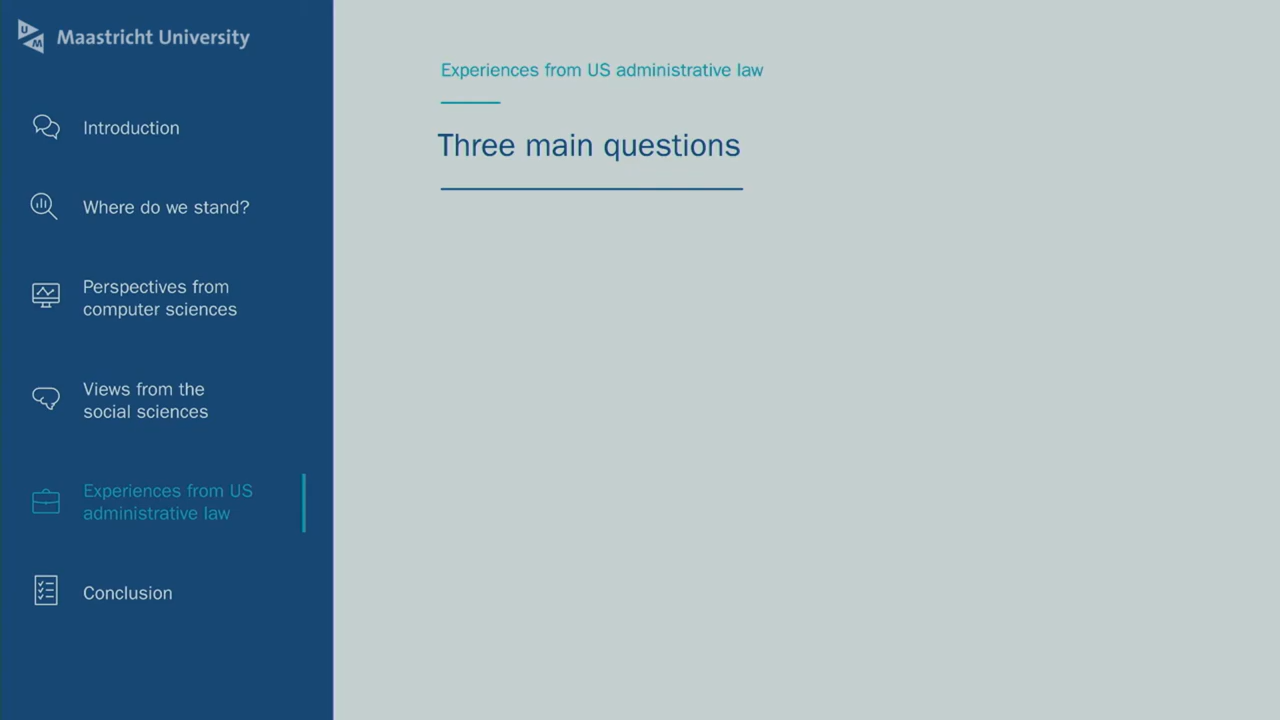 UM
Maastricht University
Introduction
Where do we stand?
Perspectives from
computer sciences
Views from the
social sciences
Experiences from US
administrative law
Conclusion
Experiences from US administrative law
Three main questions